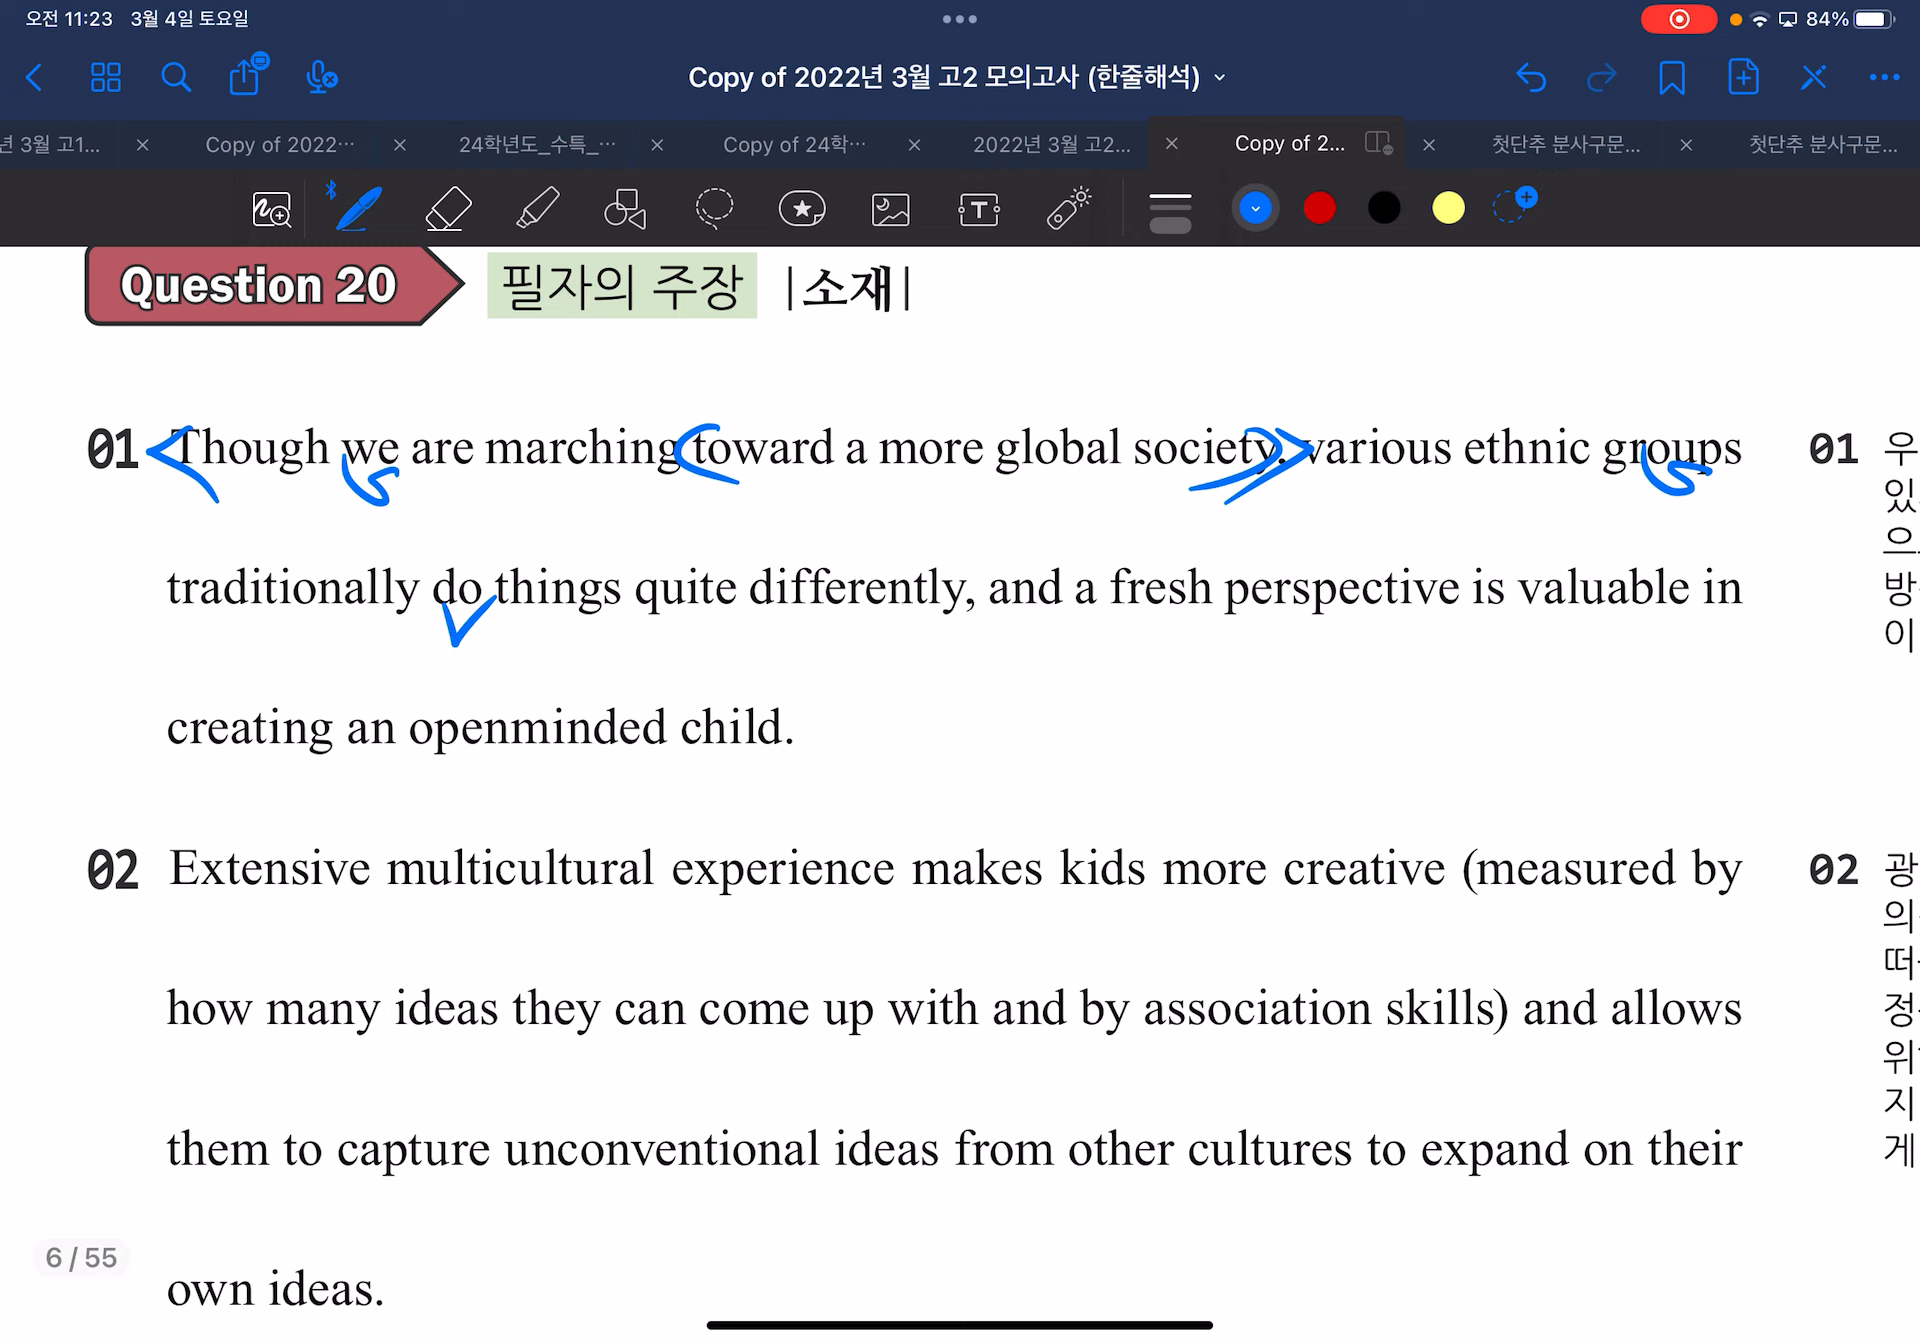 오전 11:23 3월 4일 토요일 84%
Copy of 2022년 3월 고2 모의고사 (한줄해석)
년 3월 고1... Copy of 2022… 24학년도_수특_… Copy of 24학… 2022년 3월 고2... Copy of 2... 첫단추 분사구문... 첫단추 분사구문...
Question 20 필자의 주장 |소재|
01 Though we are marching toward a more global society, various ethnic groups
traditionally do things quite differently, and a fresh perspective is valuable in
creating an openminded child.
02 Extensive multicultural experience makes kids more creative (measured by
how many ideas they can come up with and by association skills) and allows
them to capture unconventional ideas from other cultures to expand on their
own ideas.
01 우
있
으
방
이
02 광
의
떠
정
위
지
게
6 / 55